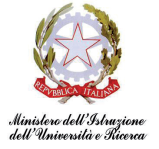 REPVBBLICA ITALIANA
Ministero dell'Istruzione
dell'Università e Ricerca